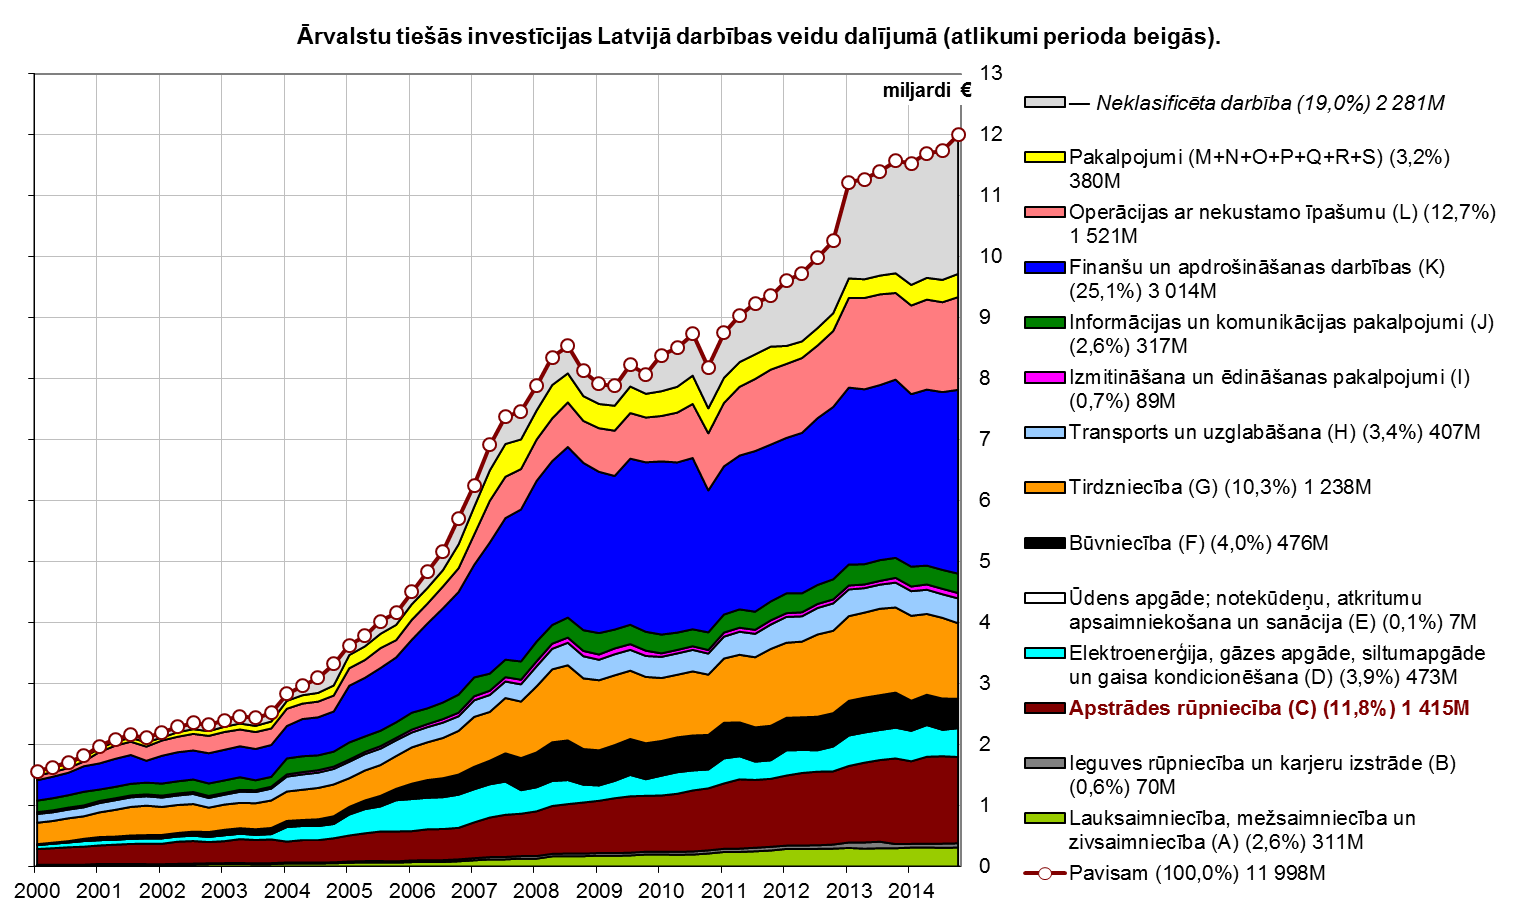 Ārvalstu tiešās investīcijas Latvijā darbības veidu dalījumā (atlikumi perioda beigās).
miljardi €
13
12
11
10
9
8
7
6
5
4
3
2
1
0
2000 2001 2002 2003 2004 2005 2006 2007 2008 2009 2010 2011 2012 2013 2014
— Neklasificēta darbība (19,0%) 2 281M
Pakalpojumi (M+N+O+P+Q+R+S) (3,2%)
380M
Operācijas ar nekustamo īpašumu (L) (12,7%)
1 521M
Finanšu un apdrošināšanas darbības (K)
(25,1%) 3 014M
Informācijas un komunikācijas pakalpojumi (J)
(2,6%) 317M
Izmitināšana un ēdināšanas pakalpojumi (I)
(0,7%) 89M
Transports un uzglabāšana (H) (3,4%) 407M
Tirdzniecība (G) (10,3%) 1 238M
Būvniecība (F) (4,0%) 476M
Ūdens apgāde; notekūdeņu, atkritumu
apsaimniekošana un sanācija (E) (0,1%) 7M
Elektroenerģija, gāzes apgāde, siltumapgāde
un gaisa kondicionēšana (D) (3,9%) 473M
Apstrādes rūpniecība (C) (11,8%) 1 415M
Ieguves rūpniecība un karjeru izstrāde (B)
(0,6%) 70M
Lauksaimniecība, mežsaimniecība un
zivsaimniecība (A) (2,6%) 311M
Pavisam (100,0%) 11 998M